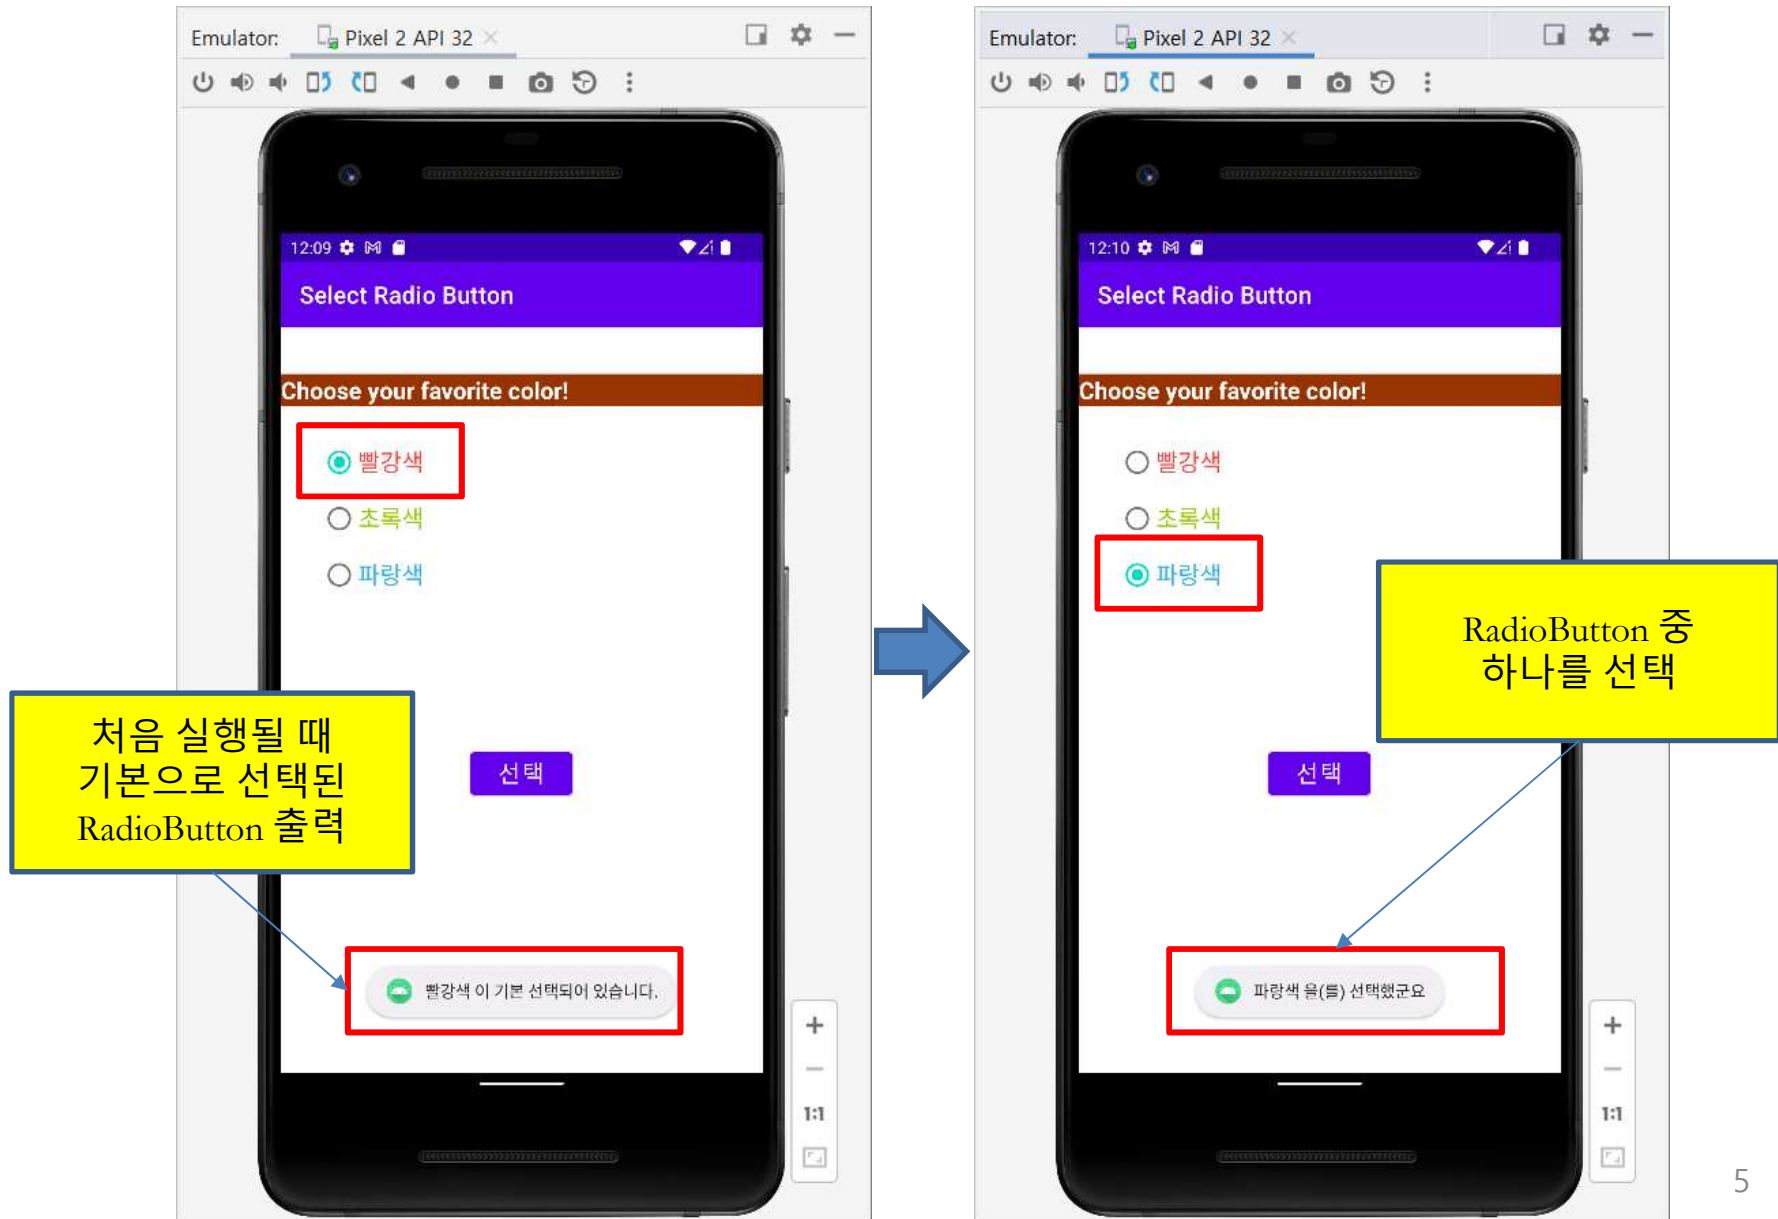 Emulator: Pixel 2 API 32
12:09
Select Radio Button
Choose your favorite color!
빨강색
초록색
파랑색
선택
빨강색 이 기본 선택되어 있습니다.
1:1
처음 실행될 때
기본으로 선택된
RadioButton 출력
Emulator: Pixel 2 API 32
12:10
Select Radio Button
Choose your favorite color!
빨강색
초록색
파랑색
선택
파랑색 을(를) 선택했군요
1:1
RadioButton 중
하나를 선택
5